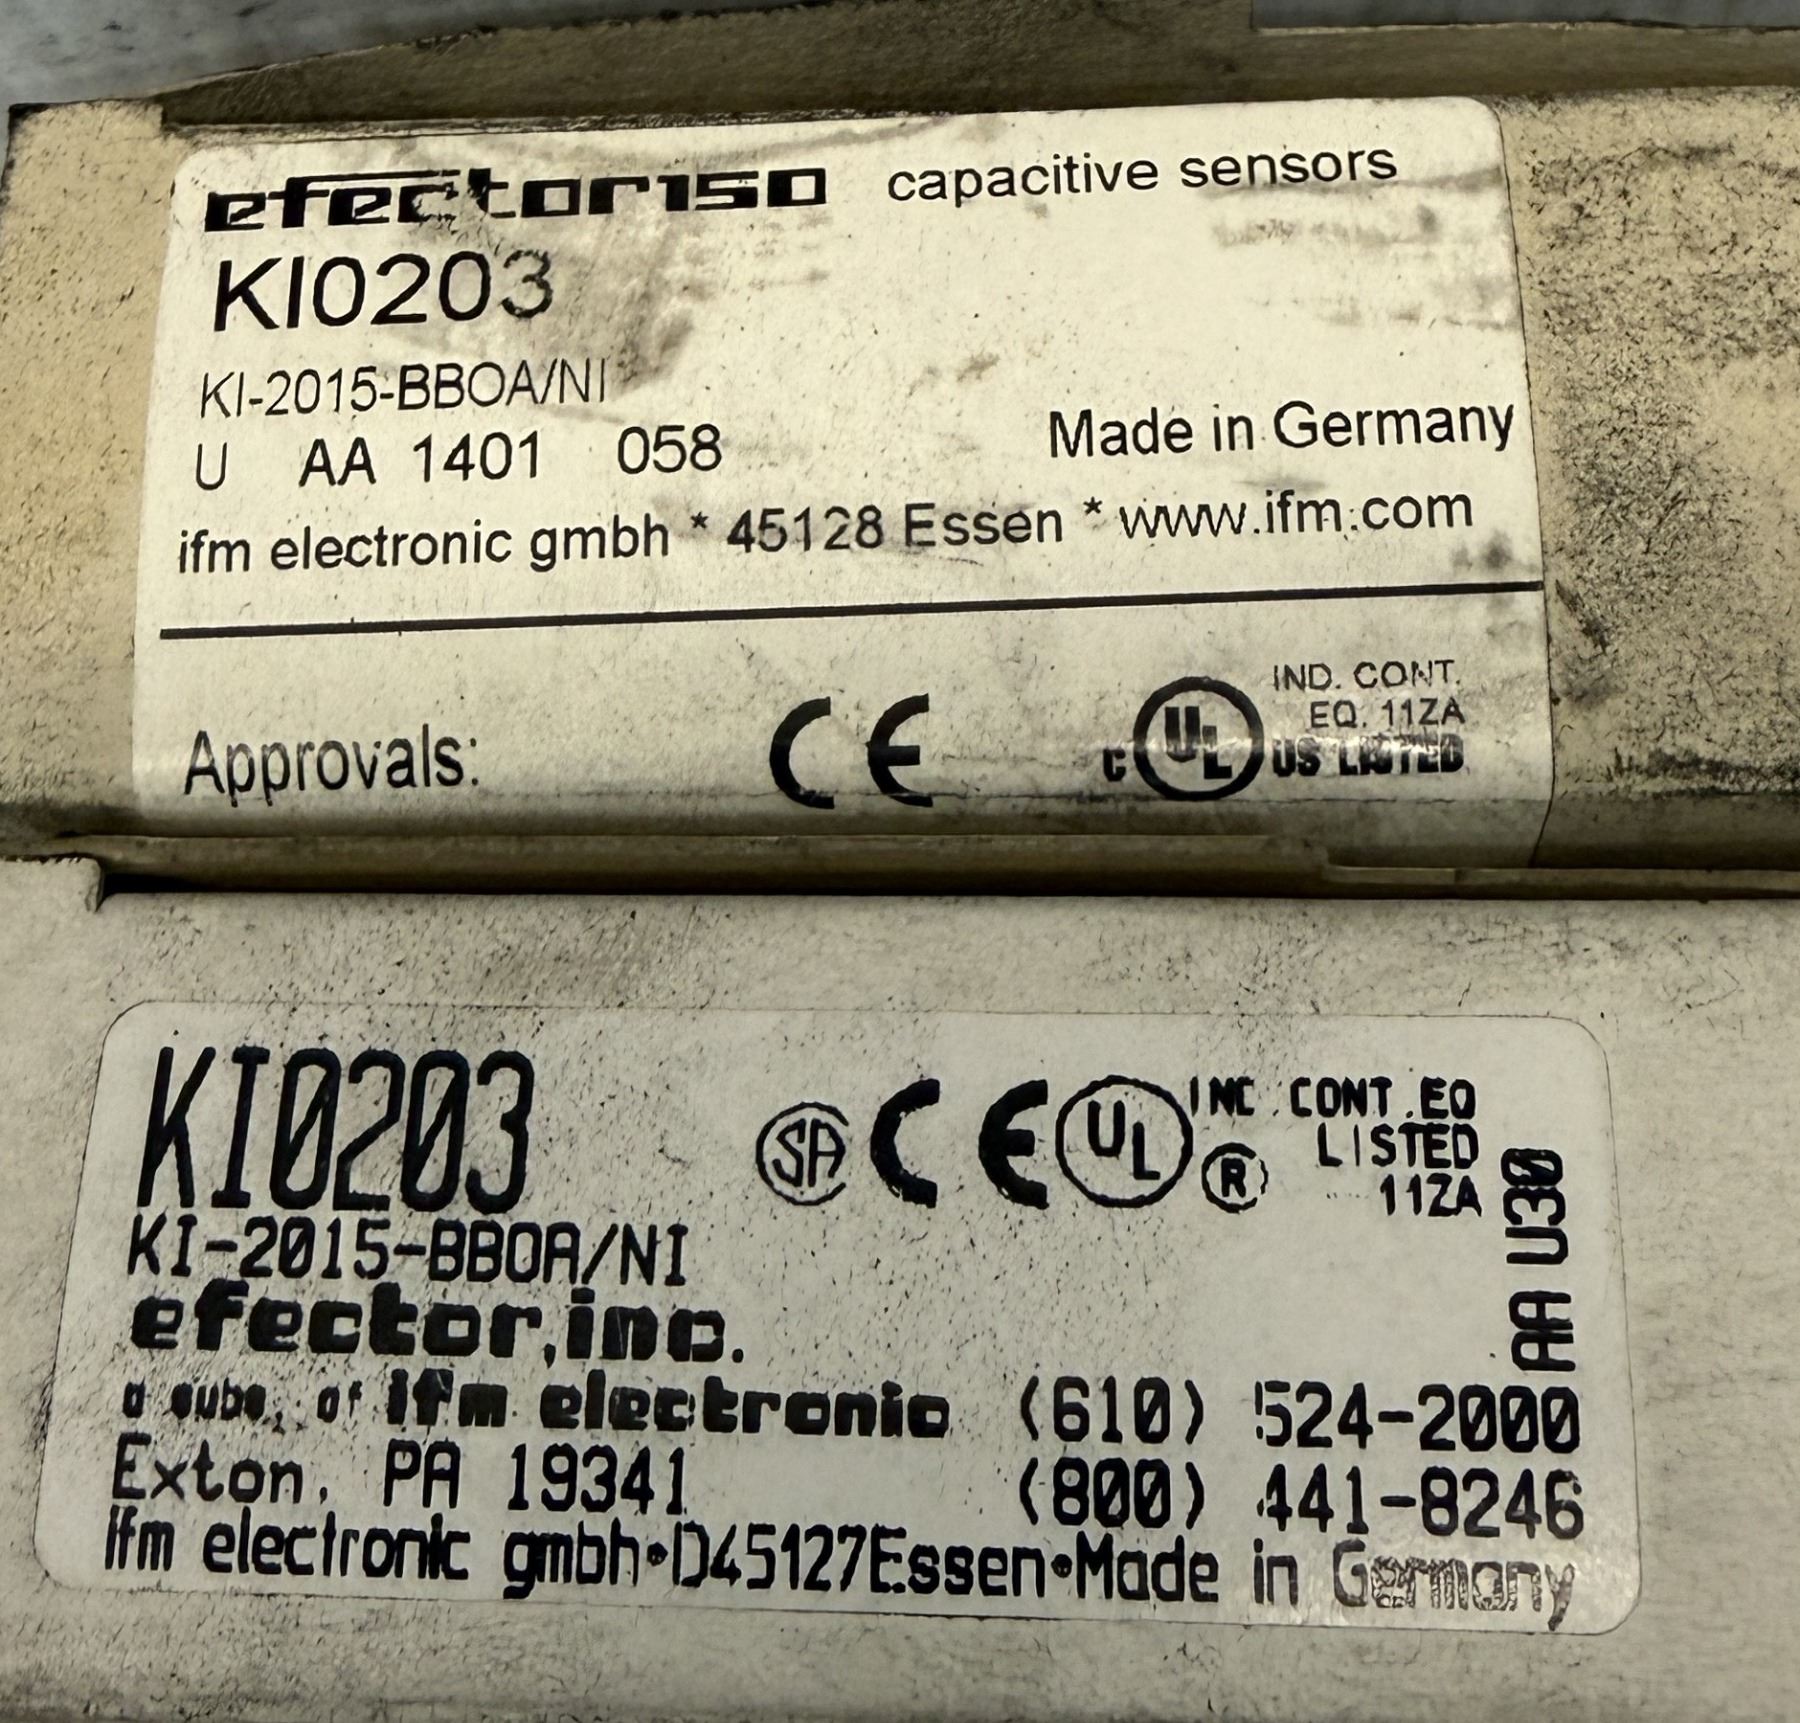 efector150 capacitive sensors
KI0203
KI-2015-BBOA/NI
U AA 1401 058 Made in Germany
ifm electronic gmbh * 45128 Essen * www.ifm.com
Approvals: CE c UL US LISTED
IND. CONT.
EQ. 11ZA
KI0203
SA CE UL ® INC. CONT.EQ
LISTED
11ZA
AA U30
KI-2015-BBOA/NI
efector,inc.
a subs, of ifm electronic (610) 524-2000
Exton, PA 19341 (800) 441-8246
ifm electronic gmbh•D45127Essen•Made in Germany